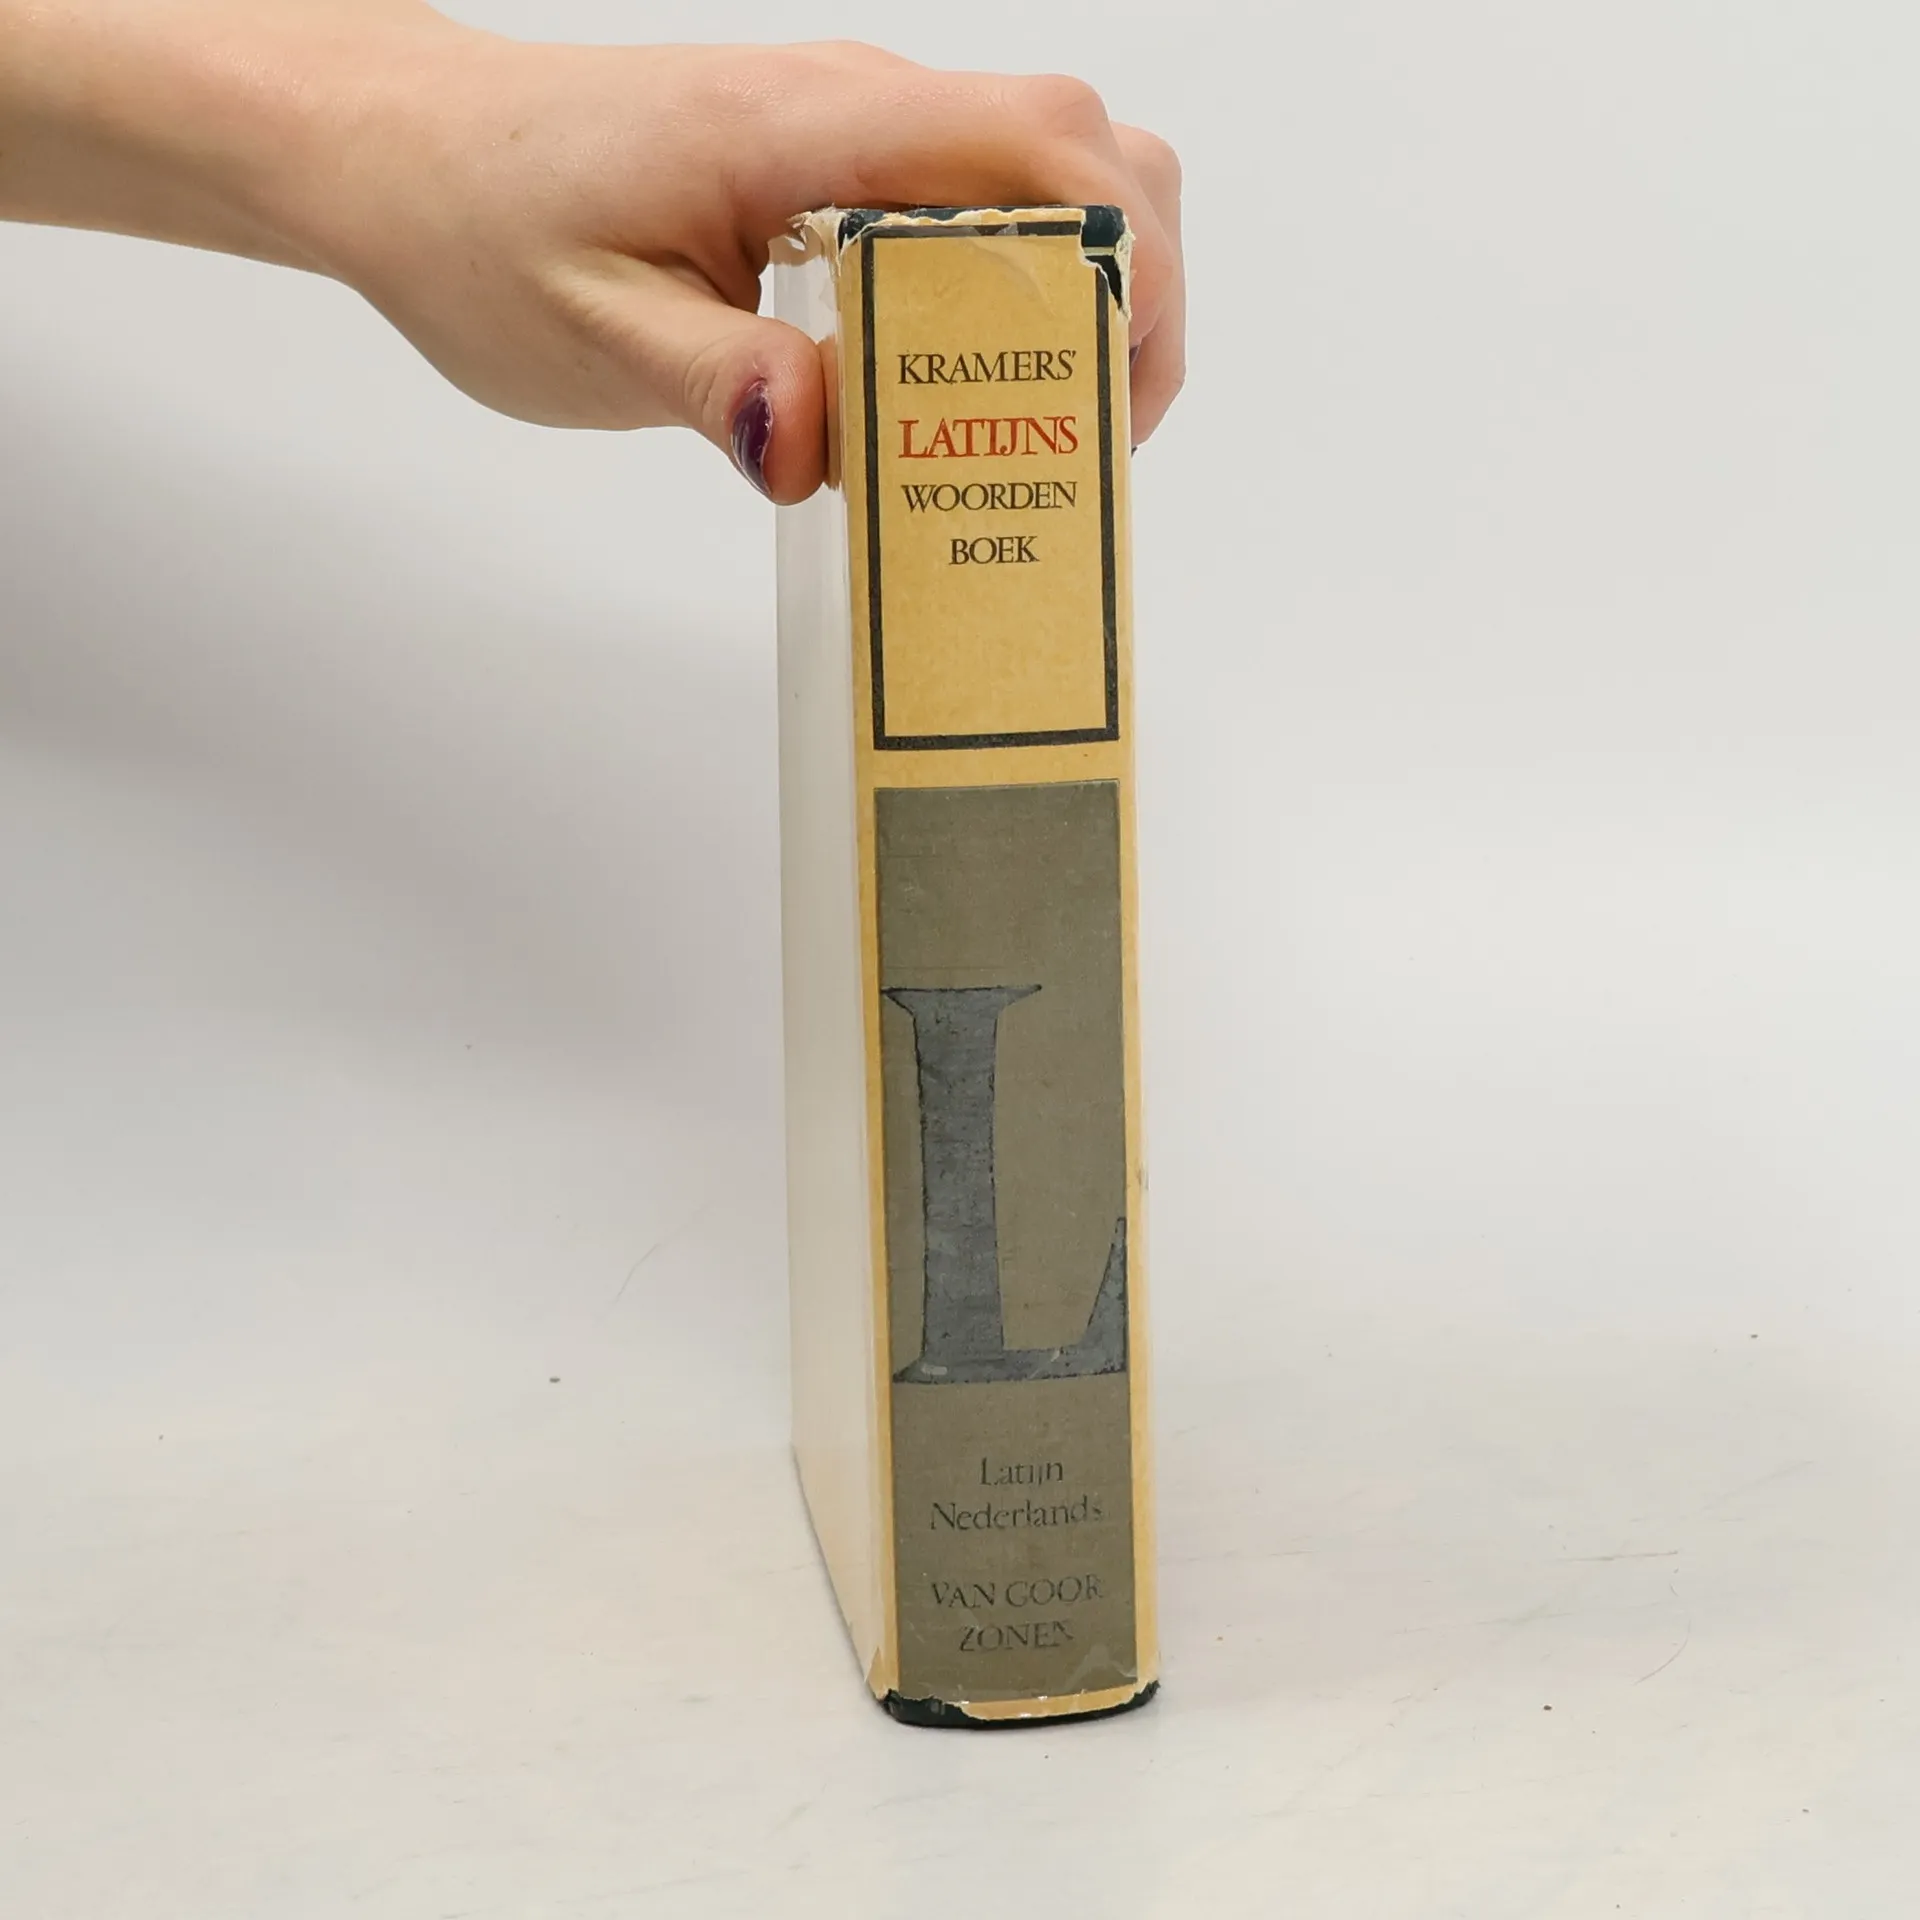 KRAMERS'
LATIJNS
WOORDEN
BOEK
L
Latijn
Nederlands
VAN GOOR
ZONEN